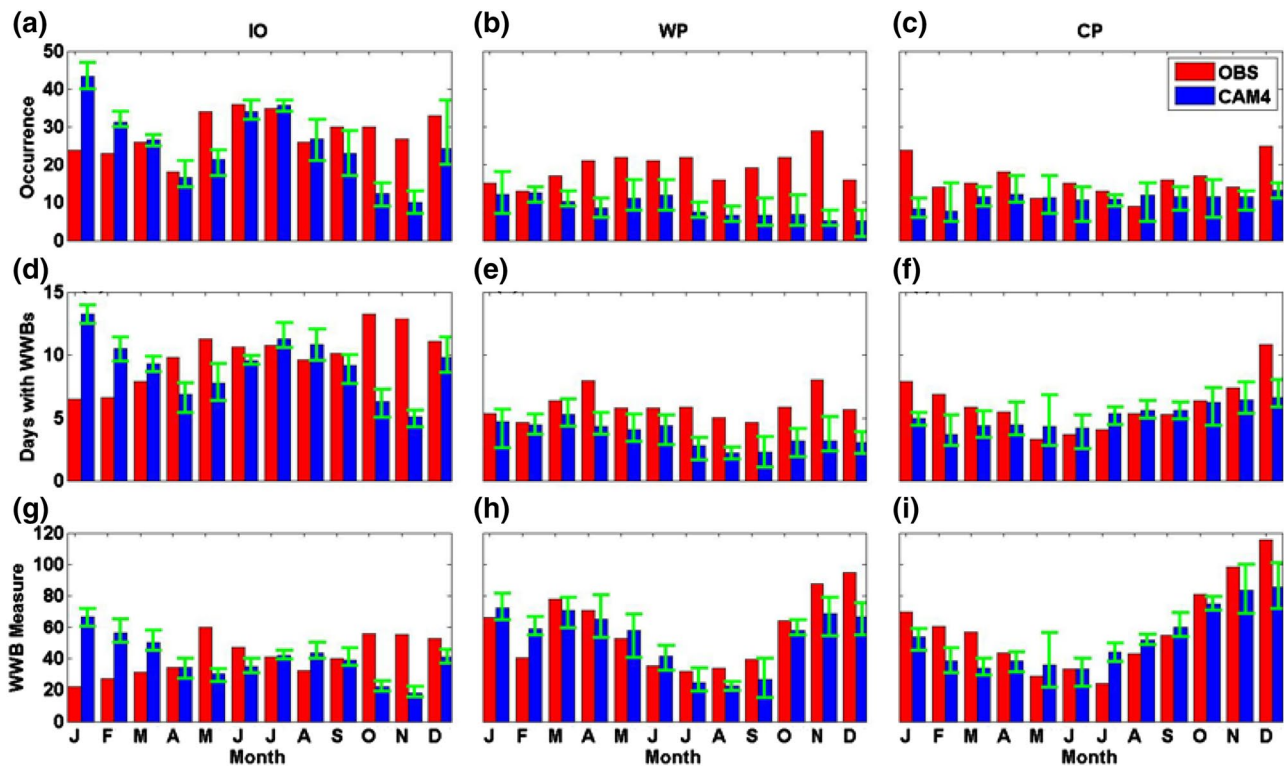 (a) IO (b) WP (c) CP
OBS
CAM4
Occurrence
50
40
30
20
10
0
(d) (e) (f)
Days with WWBs
15
10
5
0
(g) (h) (i)
WWB Measure
120
100
80
60
40
20
0
J F M A M J J A S O N D
Month
J F M A M J J A S O N D
Month
J F M A M J J A S O N D
Month